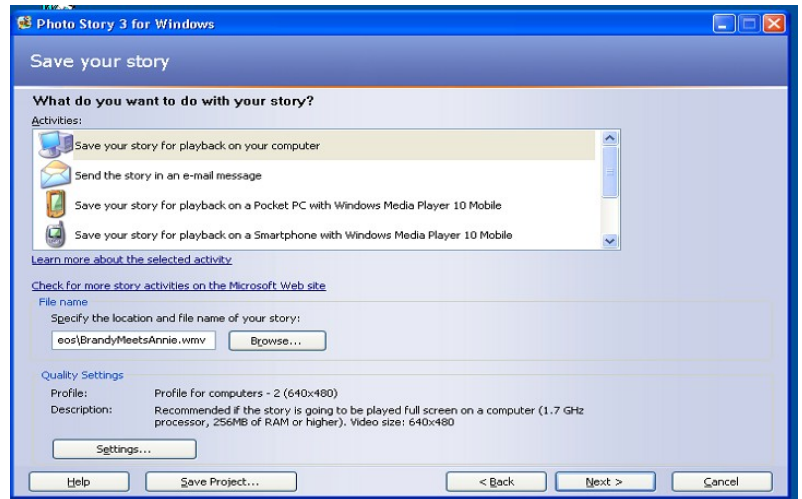 Photo Story 3 for Windows
Save your story
What do you want to do with your story?
Activities:
Save your story for playback on your computer
Send the story in an e-mail message
Save your story for playback on a Pocket PC with Windows Media Player 10 Mobile
Save your story for playback on a Smartphone with Windows Media Player 10 Mobile
Learn more about the selected activity
Check for more story activities on the Microsoft Web site
File name
Specify the location and file name of your story:
eos\BrandyMeetsAnnie.wmv Browse...
Quality Settings
Profile: Profile for computers - 2 (640x480)
Description: Recommended if the story is going to be played full screen on a computer (1.7 GHz
processor, 256MB of RAM or higher). Video size: 640x480
Settings...
Help Save Project... < Back Next > Cancel